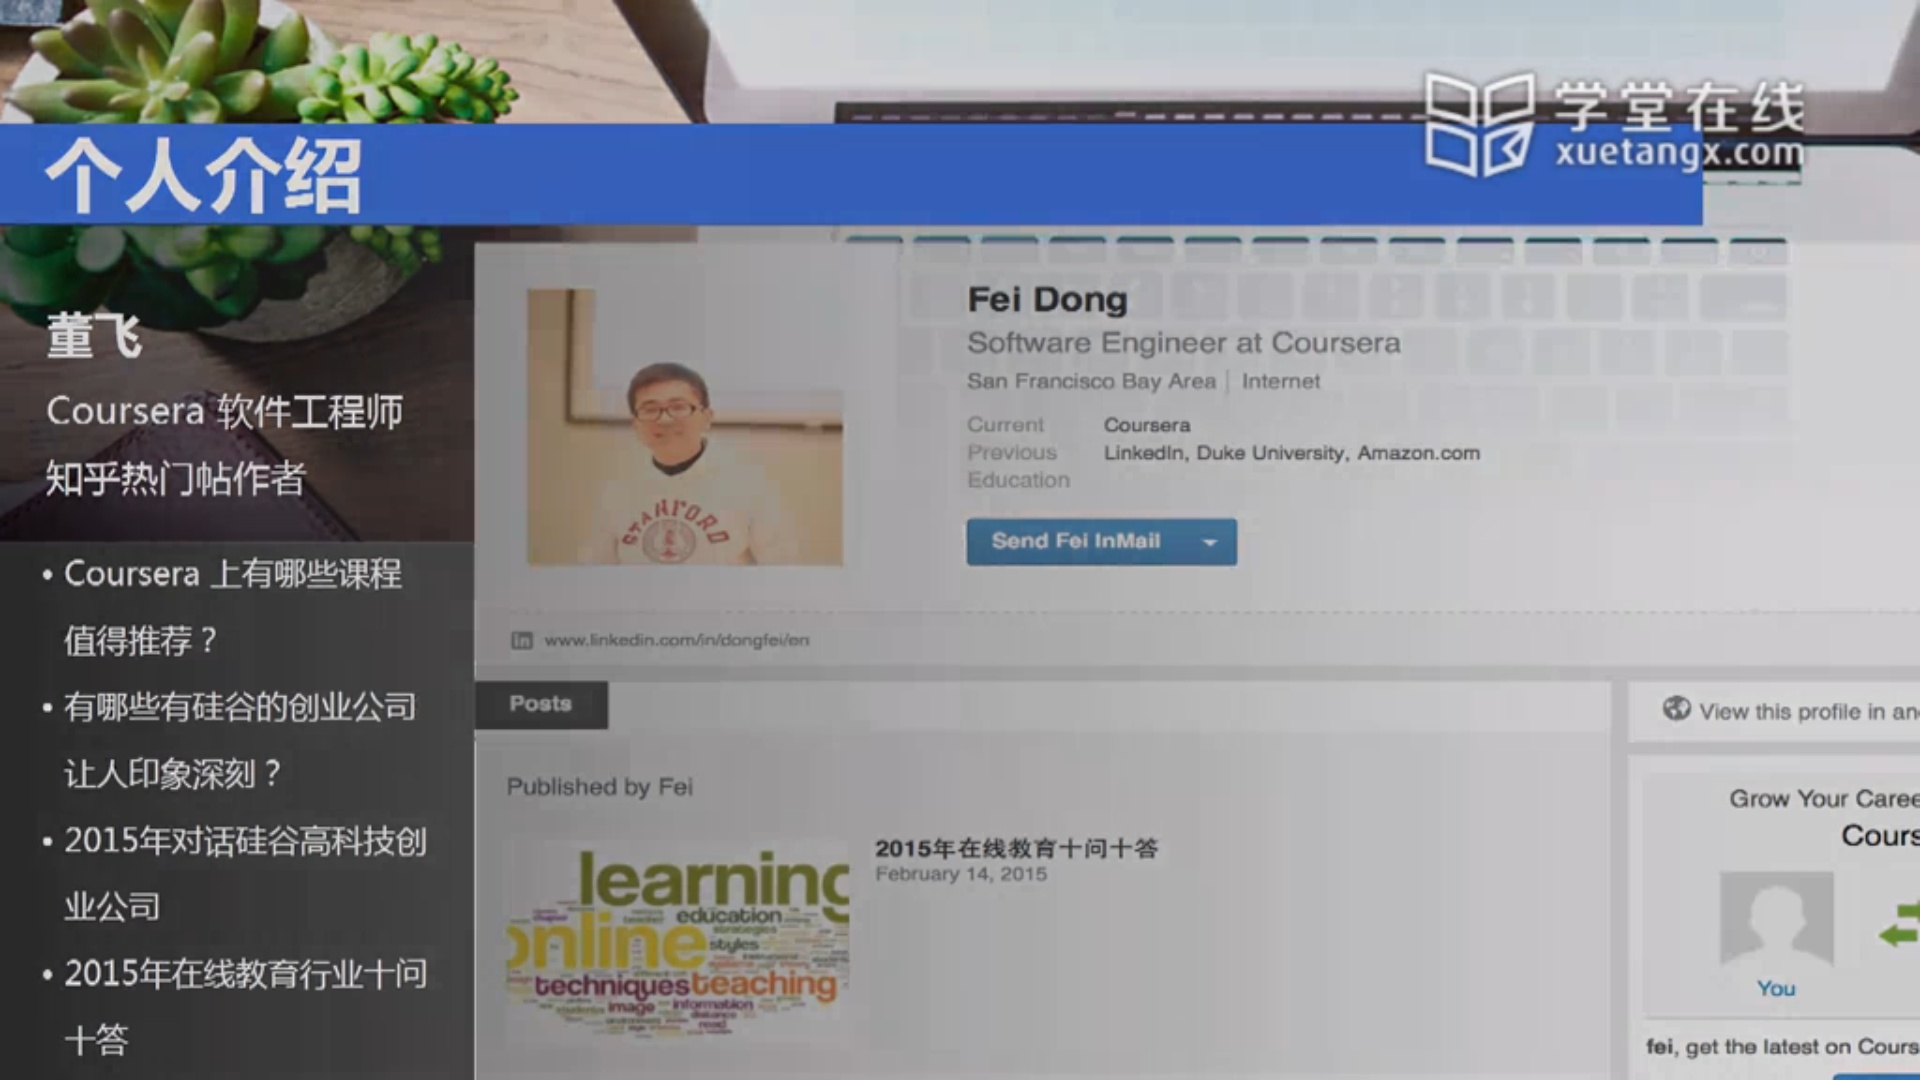 学堂在线
xuetangx.com
个人介绍
董飞
Coursera 软件工程师
知乎热门帖作者
• Coursera 上有哪些课程
值得推荐？
• 有哪些有硅谷的创业公司
让人印象深刻？
• 2015年对话硅谷高科技创
业公司
• 2015年在线教育行业十问
十答
Fei Dong
Software Engineer at Coursera
San Francisco Bay Area | Internet
Current Coursera
Previous LinkedIn, Duke University, Amazon.com
Education
Send Fei InMail
STANFORD
in www.linkedin.com/in/dongfei/en
Posts
Published by Fei
learning
education
online
strategies
styles
techniques teaching
image information
distance
read
2015年在线教育十问十答
February 14, 2015
View this profile in an
Grow Your Caree
Cours
You
fei, get the latest on Cours